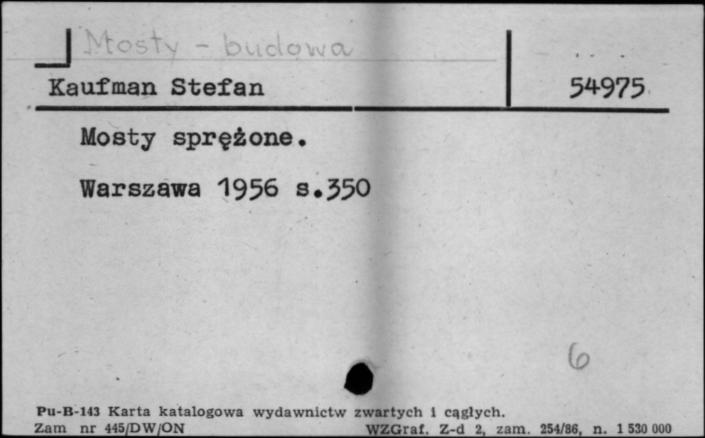 Mosty - budowa
Kaufman Stefan 54975
Mosty sprężone.
Warszawa 1956 s.350
6
Pu-B-143 Karta katalogowa wydawnictw zwartych i cągłych.
Zam nr 445/DW/ON WZGraf. Z-d 2, zam. 254/86, n. 1 530 000